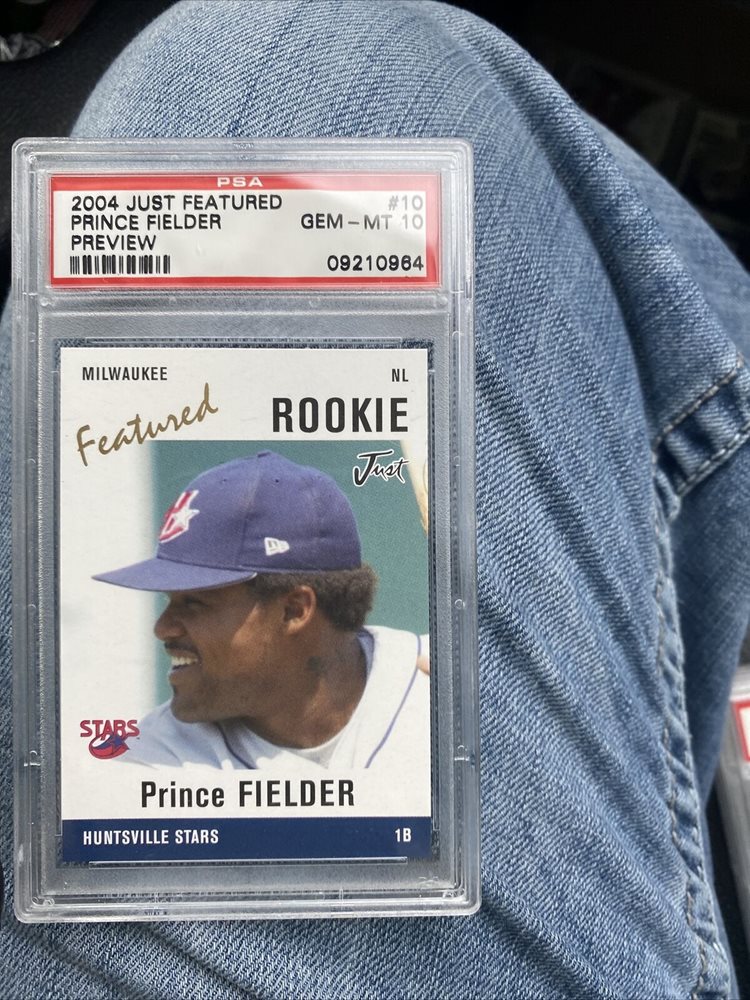 PSA
2004 JUST FEATURED #10
PRINCE FIELDER GEM - MT 10
PREVIEW
09210964
MILWAUKEE NL
Featured ROOKIE
Just
STARS
Prince FIELDER
HUNTSVILLE STARS 1B